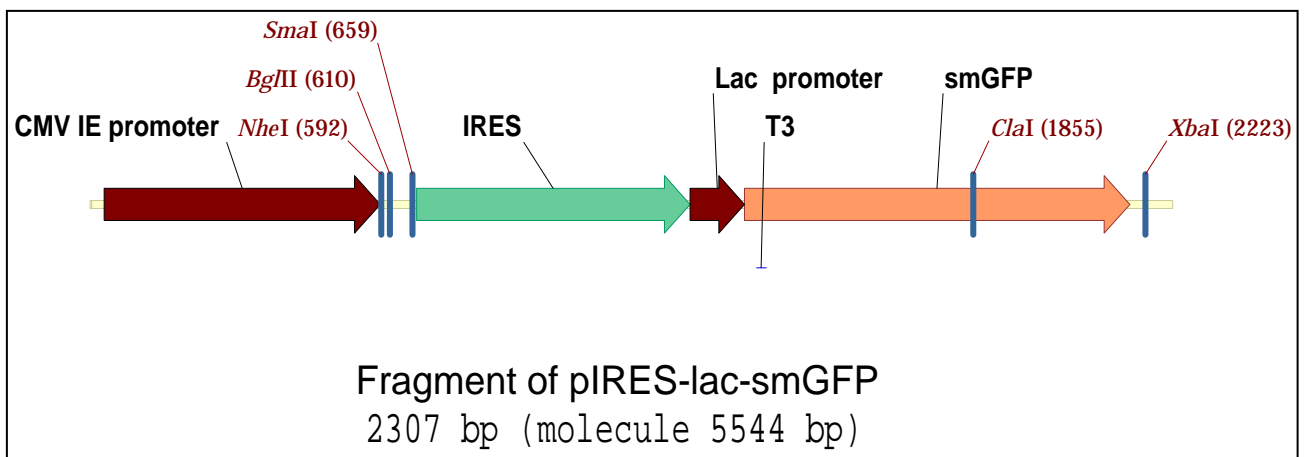 SmaI (659)
BglII (610)
Lac promoter
smGFP
CMV IE promoter
NheI (592)
IRES
T3
ClaI (1855)
XbaI (2223)
Fragment of pIRES-lac-smGFP
2307 bp (molecule 5544 bp)